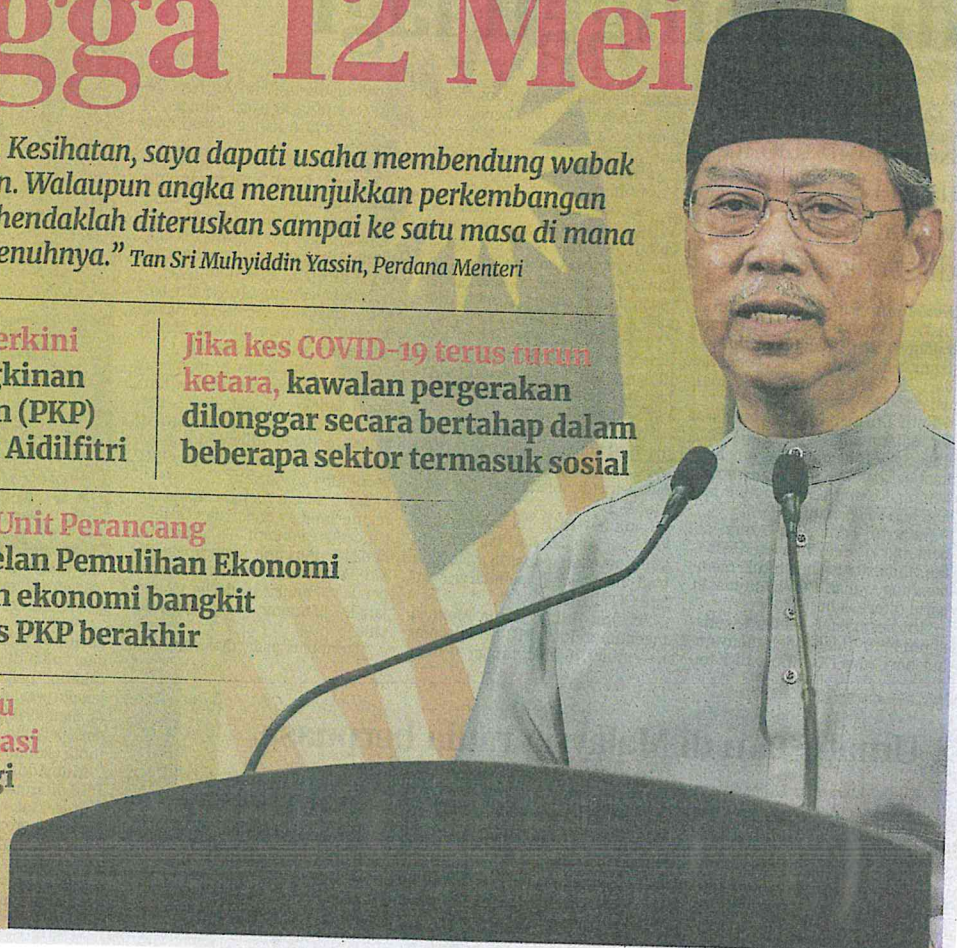 gga 12 Mei
Kesihatan, saya dapati usaha membendung wabak
n. Walaupun angka menunjukkan perkembangan
hendaklah diteruskan sampai ke satu masa di mana
enuhnya.” Tan Sri Muhyiddin Yassin, Perdana Menteri
erkini
gkinan
n (PKP)
Aidilfitri
Jika kes COVID-19 terus turun
ketara, kawalan pergerakan
dilonggar secara bertahap dalam
beberapa sektor termasuk sosial
Unit Perancang
elan Pemulihan Ekonomi
n ekonomi bangkit
s PKP berakhir
u
asi
gi